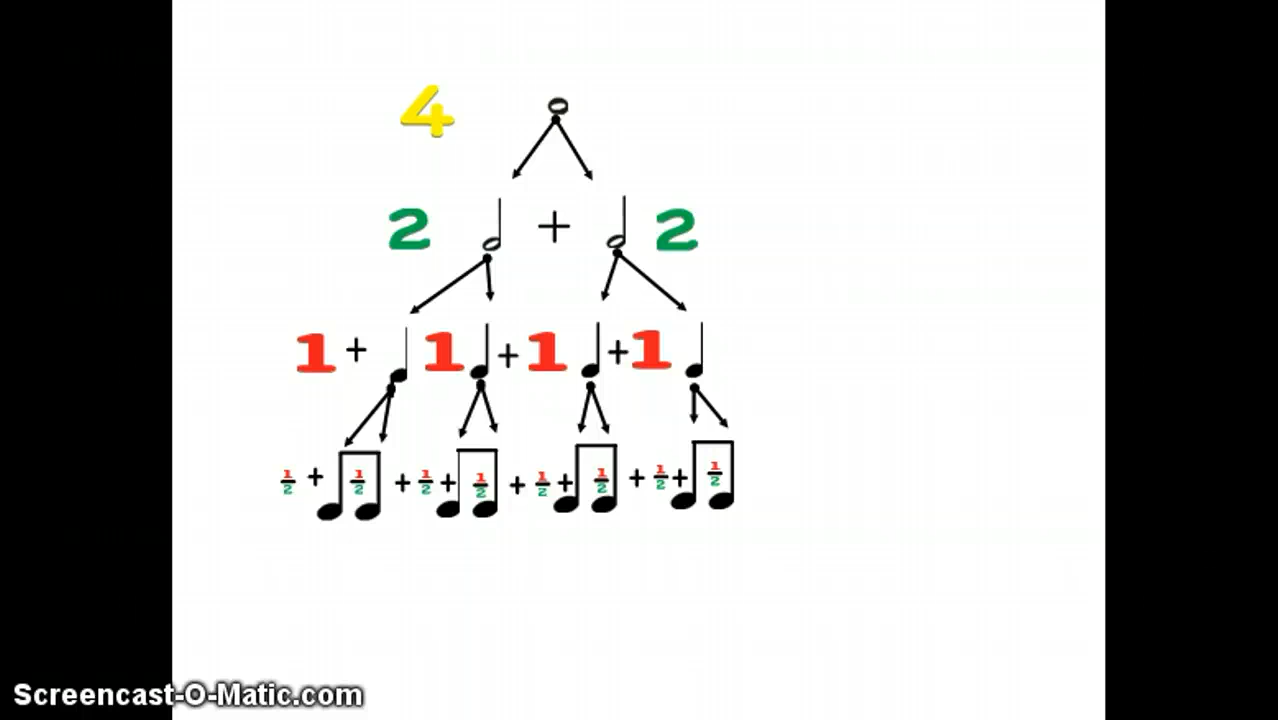 4
2 + 2
1 + 1 + 1 + 1
1/2 + 1/2 + 1/2 + 1/2 + 1/2 + 1/2 + 1/2 + 1/2
Screencast-O-Matic.com